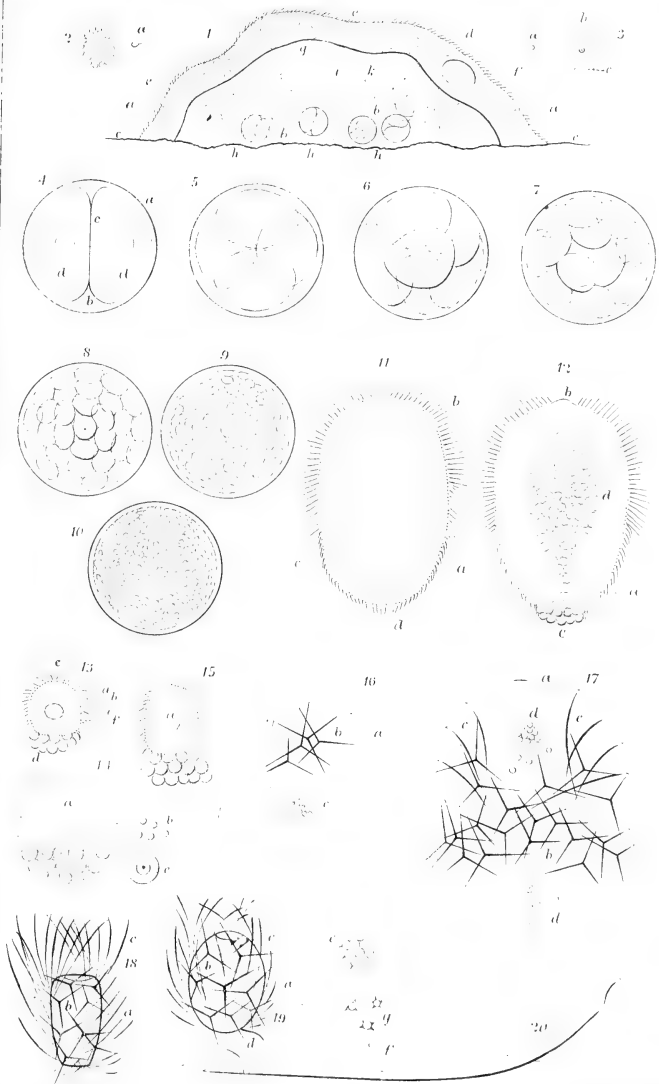 2 a 1 c d a b 3
e g i k f c
a b a
c h b h h c
4 a 5 6 7
c
d d
b
8 9 11 12
b b
d
10
c a a
d c
c 13 15 16 a 17
a b b a c d c
f a
d 14 c
a b b
c d
c c c
18 b a
b a g
19 20
d f